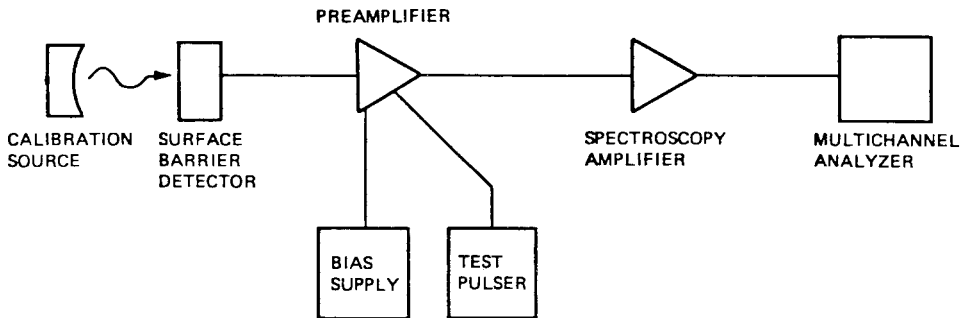 PREAMPLIFIER
CALIBRATION
SOURCE
SURFACE
BARRIER
DETECTOR
SPECTROSCOPY
AMPLIFIER
MULTICHANNEL
ANALYZER
BIAS
SUPPLY
TEST
PULSER